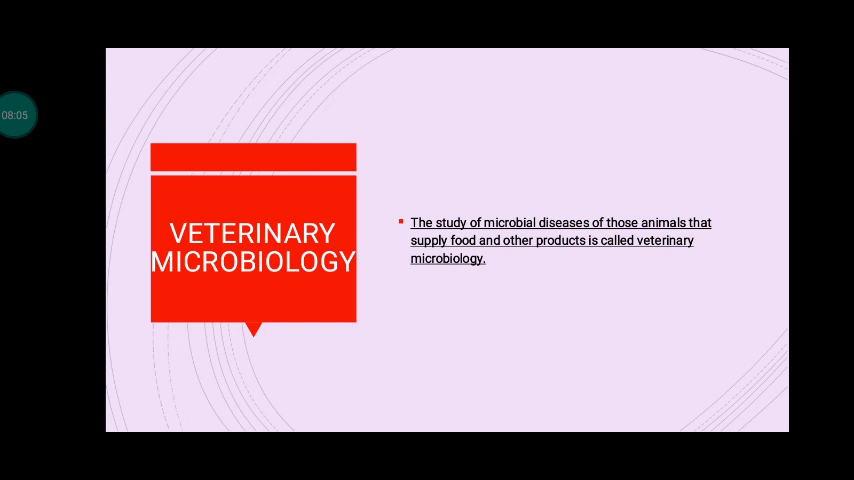 08:05
VETERINARY
MICROBIOLOGY
The study of microbial diseases of those animals that
supply food and other products is called veterinary
microbiology.